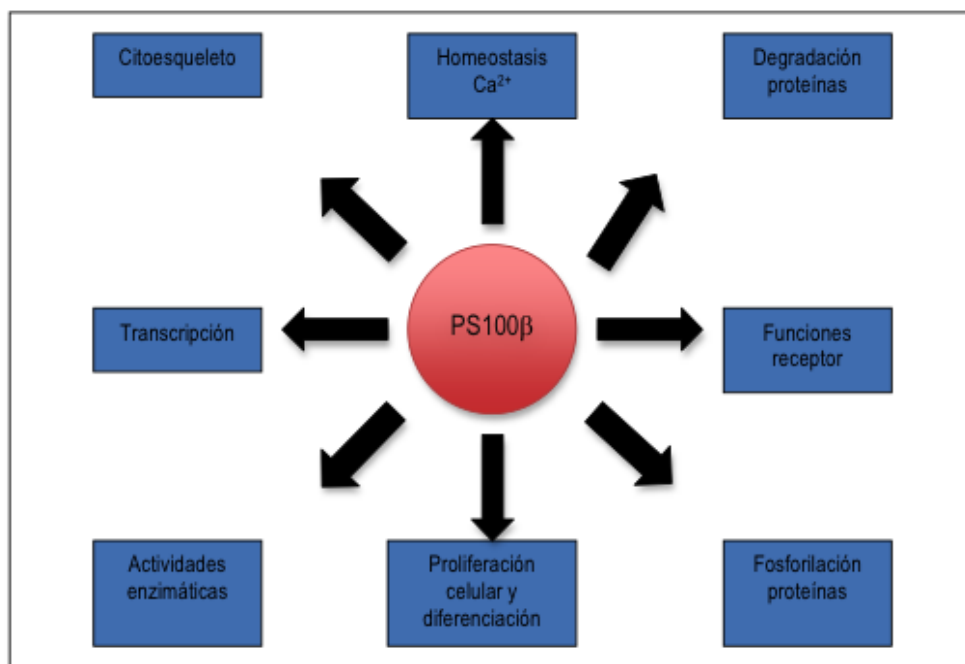 Citoesqueleto
Homeostasis
Ca²⁺
Degradación
proteínas
Transcripción
PS100β
Funciones
receptor
Actividades
enzimáticas
Proliferación
celular y
diferenciación
Fosforilación
proteínas